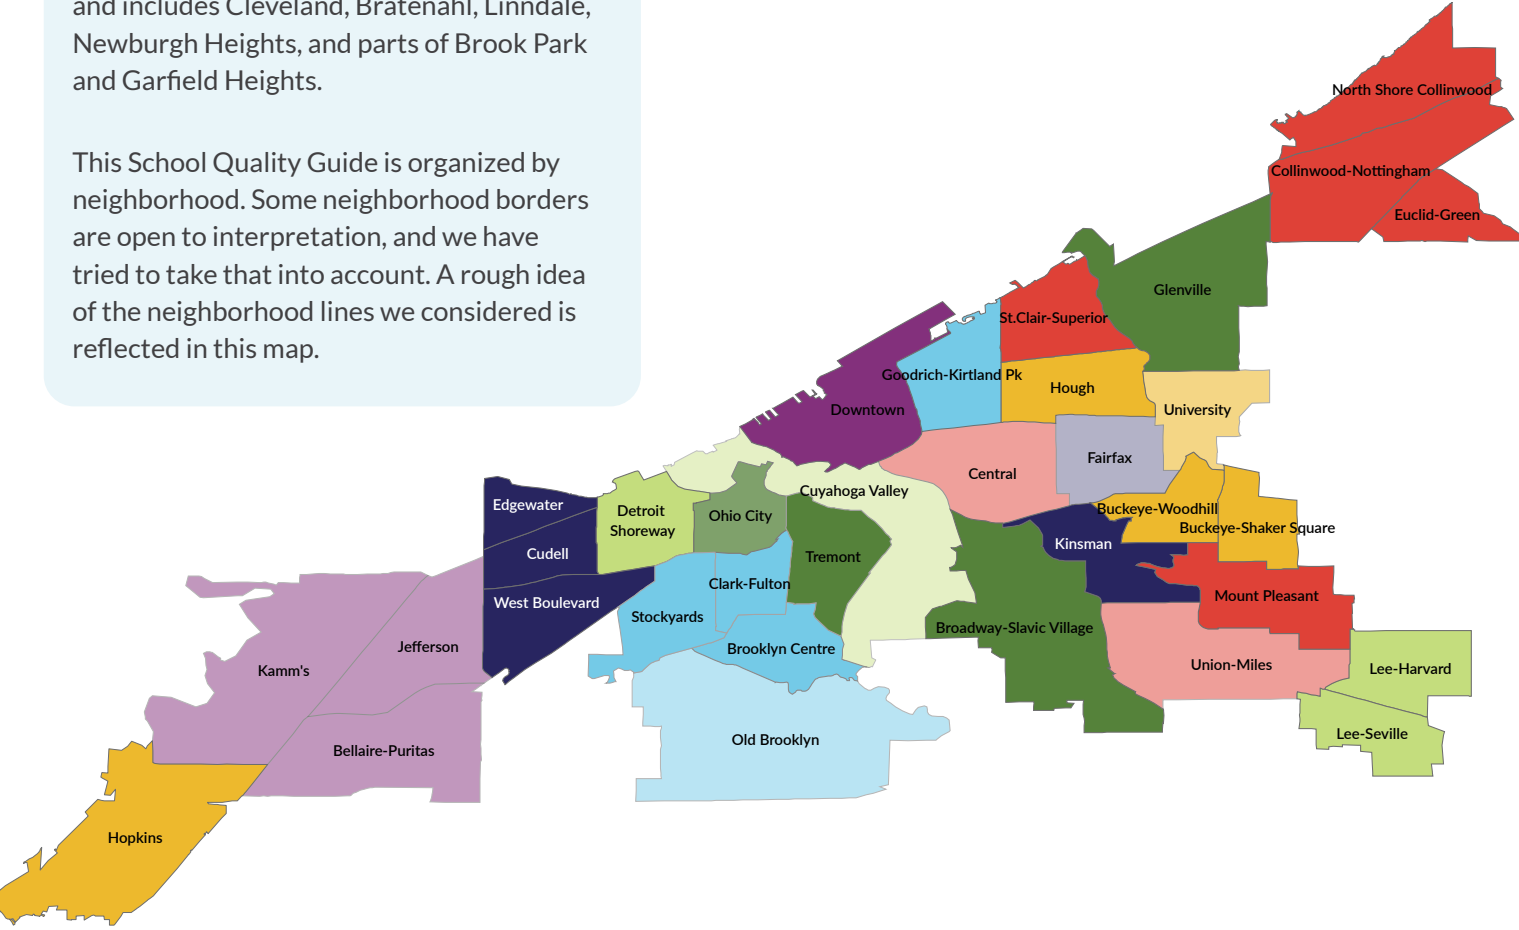 and includes Cleveland, Bratenahl, Linndale,
Newburgh Heights, and parts of Brook Park
and Garfield Heights.
This School Quality Guide is organized by
neighborhood. Some neighborhood borders
are open to interpretation, and we have
tried to take that into account. A rough idea
of the neighborhood lines we considered is
reflected in this map.
North Shore Collinwood
Collinwood-Nottingham
Euclid-Green
Glenville
St.Clair-Superior
Goodrich-Kirtland Pk
Hough
Downtown
University
Fairfax
Central
Cuyahoga Valley
Edgewater
Detroit
Shoreway
Ohio City
Buckeye-Woodhill
Buckeye-Shaker Square
Cudell
Tremont
Kinsman
Clark-Fulton
West Boulevard
Stockyards
Mount Pleasant
Broadway-Slavic Village
Jefferson
Brooklyn Centre
Kamm's
Union-Miles
Lee-Harvard
Bellaire-Puritas
Old Brooklyn
Lee-Seville
Hopkins